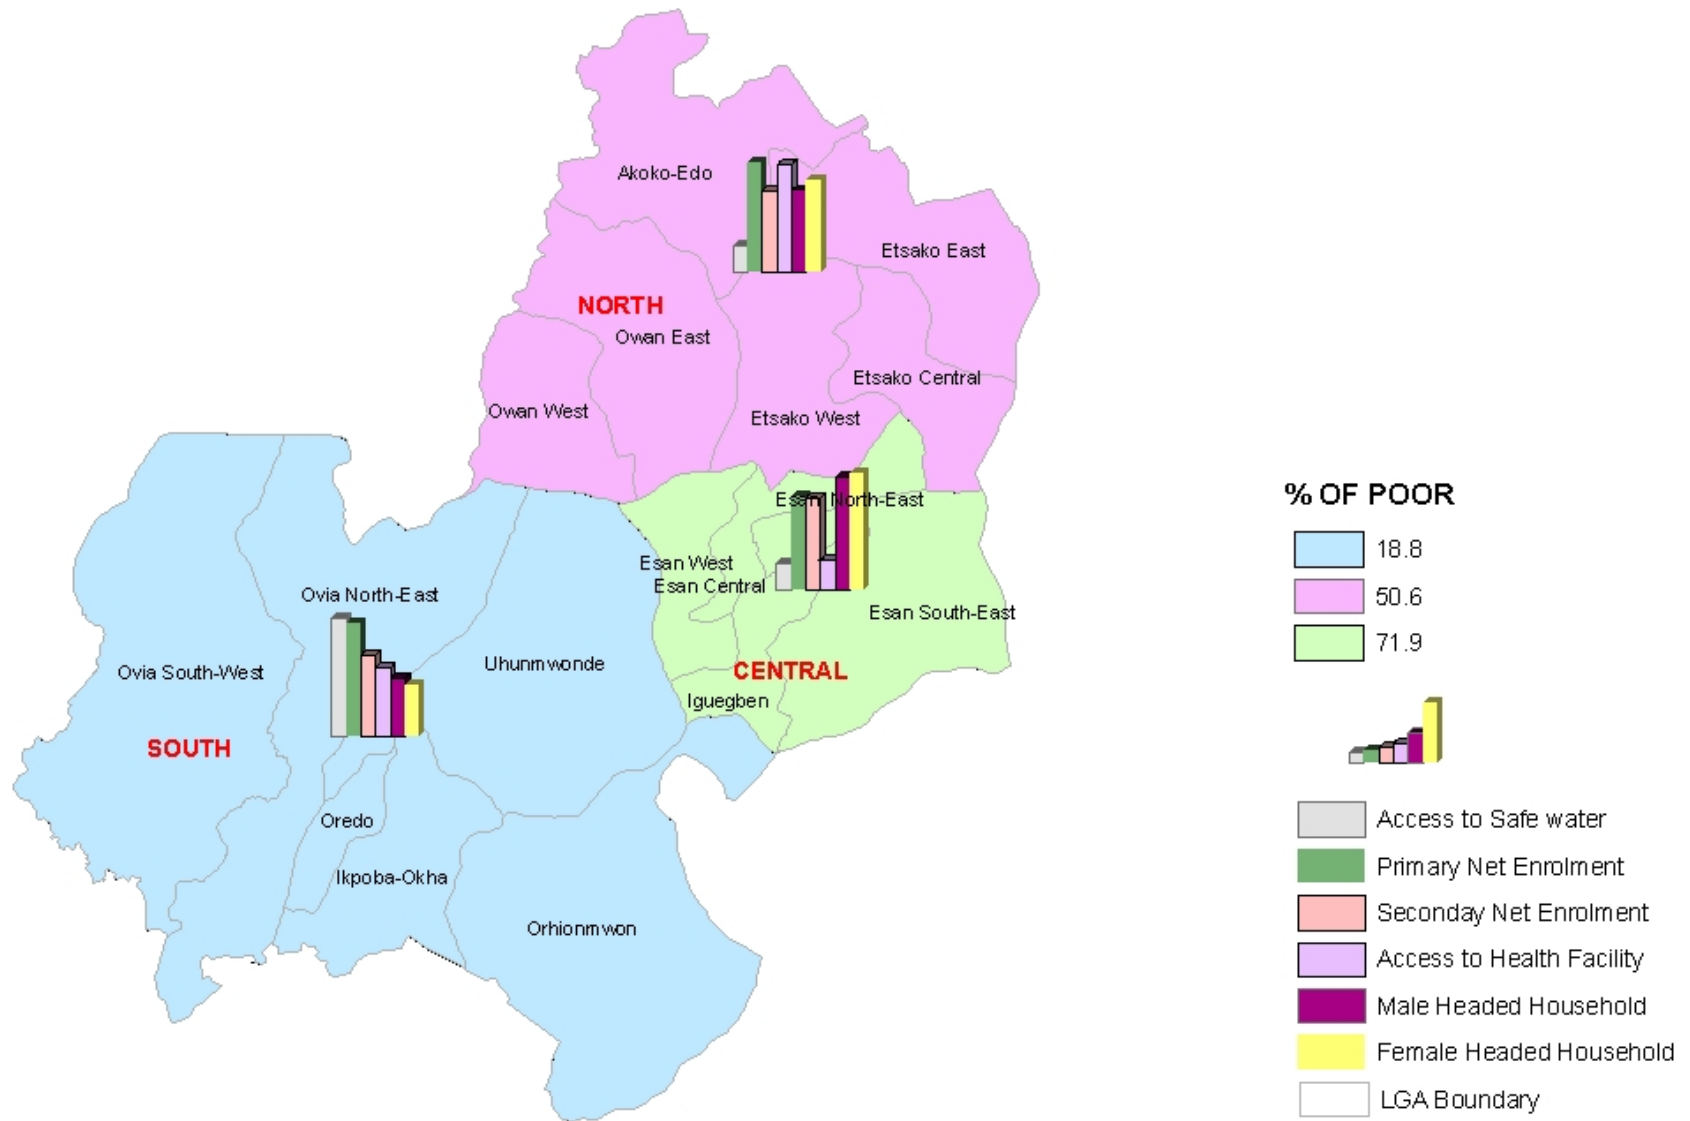 Akoko-Edo
Etsako East
NORTH
Owan East
Etsako Central
Owan West
Etsako West
Esan North-East
Esan West
Esan Central
Esan South-East
CENTRAL
Iguegben
Ovia North-East
Uhunmwonde
Ovia South-West
SOUTH
Oredo
Ikpoba-Okha
Orhionmwon
% OF POOR
18.8
50.6
71.9
Access to Safe water
Primary Net Enrolment
Seconday Net Enrolment
Access to Health Facility
Male Headed Household
Female Headed Household
LGA Boundary